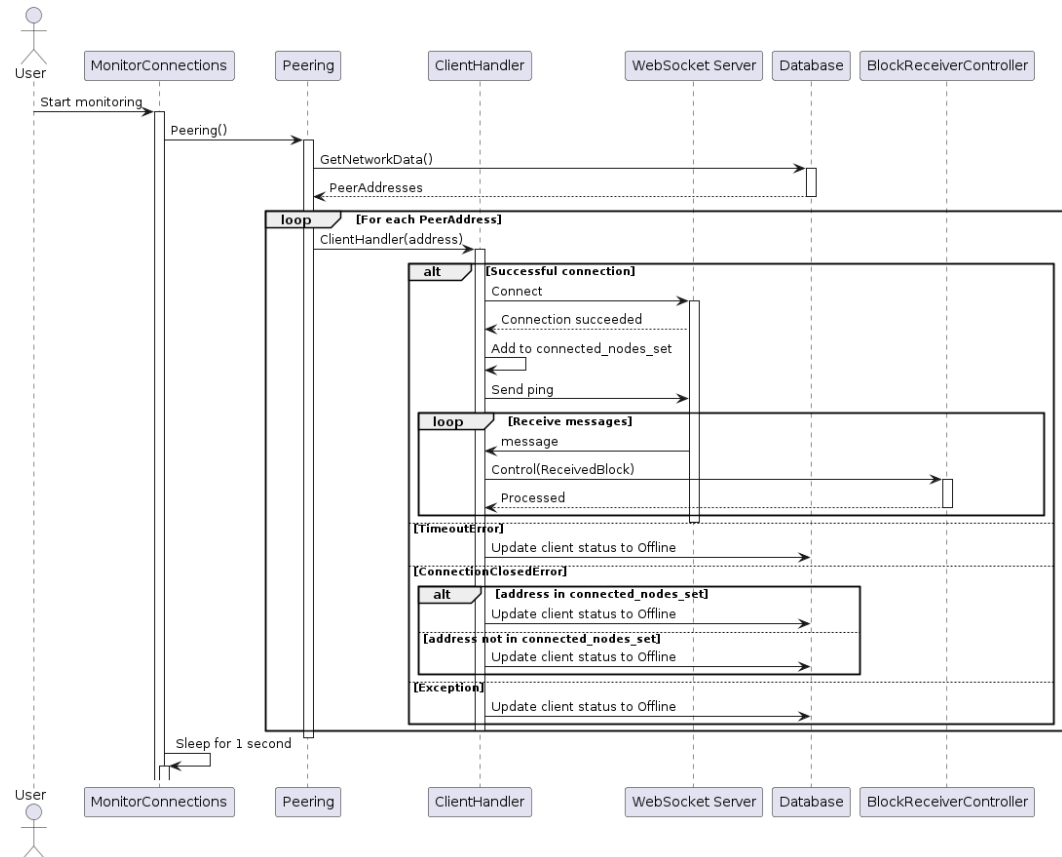 User
MonitorConnections
Peering
ClientHandler
WebSocket Server
Database
BlockReceiverController
Start monitoring
Peering()
GetNetworkData()
PeerAddresses
loop [For each PeerAddress]
ClientHandler(address)
alt [Successful connection]
Connect
Connection succeeded
Add to connected_nodes_set
Send ping
loop [Receive messages]
message
Control(ReceivedBlock)
Processed
[TimeoutError]
Update client status to Offline
[ConnectionClosedError]
alt [address in connected_nodes_set]
Update client status to Offline
[address not in connected_nodes_set]
Update client status to Offline
[Exception]
Update client status to Offline
Sleep for 1 second
User
MonitorConnections
Peering
ClientHandler
WebSocket Server
Database
BlockReceiverController